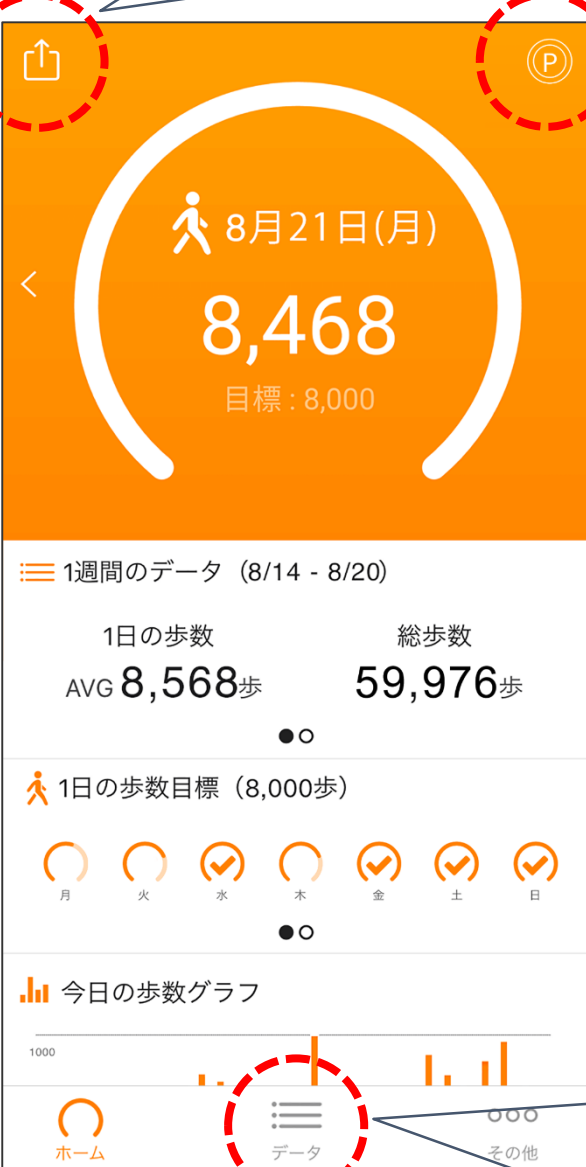 P
8月21日(月)
8,468
目標 : 8,000
1週間のデータ (8/14 - 8/20)
1日の歩数 総歩数
AVG 8,568歩 59,976歩
1日の歩数目標（8,000歩）
月 火 水 木 金 土 日
今日の歩数グラフ
1000
ホーム データ その他